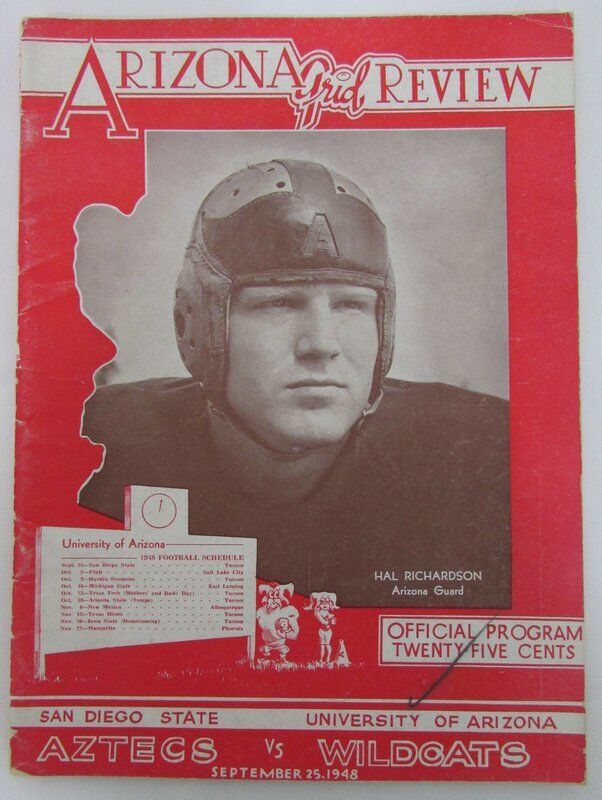 ARIZONA Grid REVIEW
A
1
University of Arizona
1948 FOOTBALL SCHEDULE
Sept. 25—San Diego State - - - - Tucson
Oct. 2—Utah - - - - Salt Lake City
Oct. 9—Hardin-Simmons - - - - Tucson
Oct. 16—Michigan State - - - - East Lansing
Oct. 23—Texas Tech (Mothers' and Dads' Day) - Tucson
Oct. 30—Arizona State (Tempe) - - - - Tucson
Nov. 6—New Mexico - - - - Albuquerque
Nov. 13—Texas Mines - - - - Tucson
Nov. 20—Iowa State (Homecoming) - - - - Tucson
Nov. 27—Marquette - - - - Phoenix
HAL RICHARDSON
Arizona Guard
OFFICIAL PROGRAM
TWENTY-FIVE CENTS
SAN DIEGO STATE UNIVERSITY OF ARIZONA
AZTECS VS WILDCATS
SEPTEMBER 25, 1948